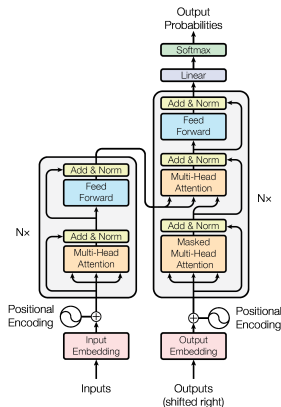 Output
Probabilities
Softmax
Linear
Add & Norm
Feed
Forward
Add & Norm
Multi-Head
Attention
Add & Norm
Masked
Multi-Head
Attention
N×
Positional
Encoding
Output
Embedding
Outputs
(shifted right)
Add & Norm
Feed
Forward
N×
Add & Norm
Multi-Head
Attention
Positional
Encoding
Input
Embedding
Inputs